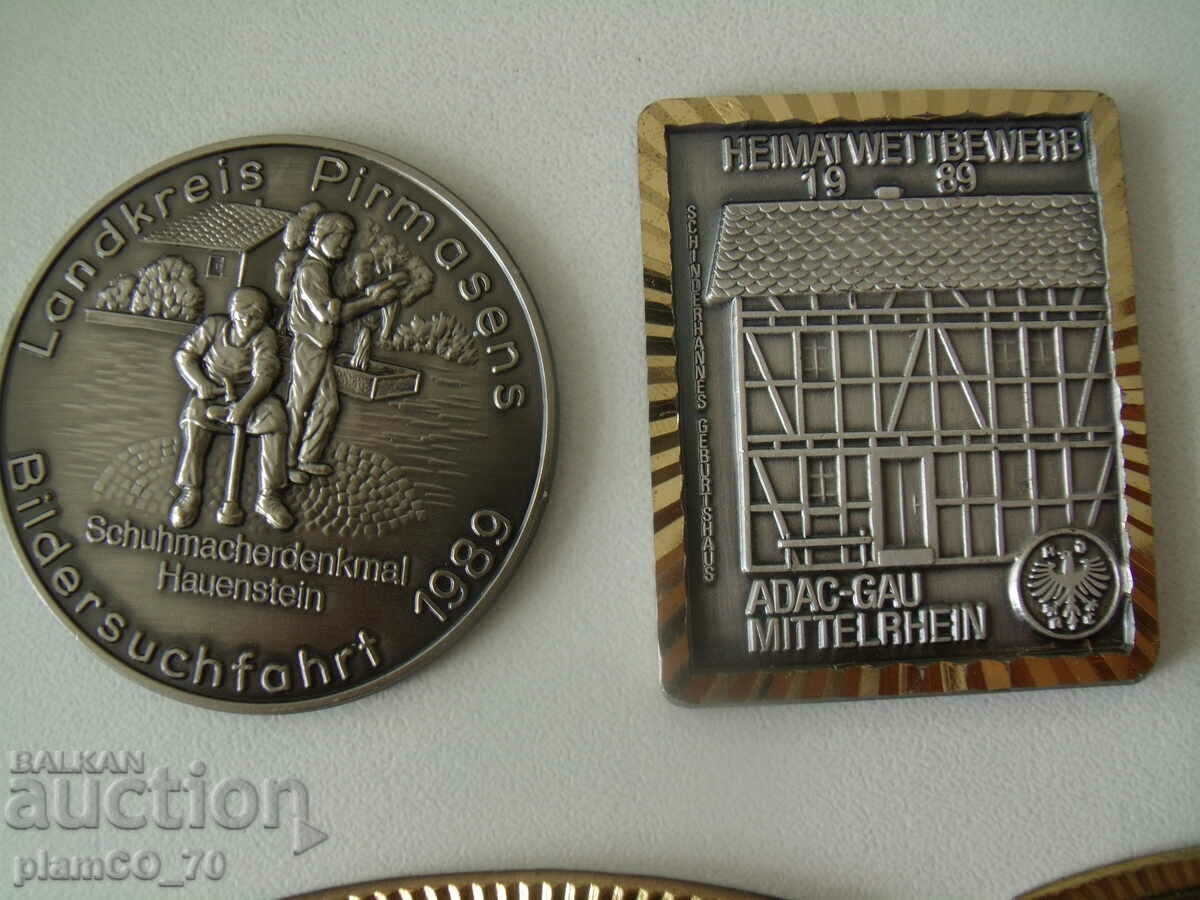 Landkreis Pirmasens
Schuhmacherdenkmal
Hauenstein
Bildersuchfahrt 1989
HEIMATWETTBEWERB
19 89
SCHINDERHANNES GEBURTSHAUS
ADAC-GAU
MITTELRHEIN
BALKAN
auction
plamCO_70